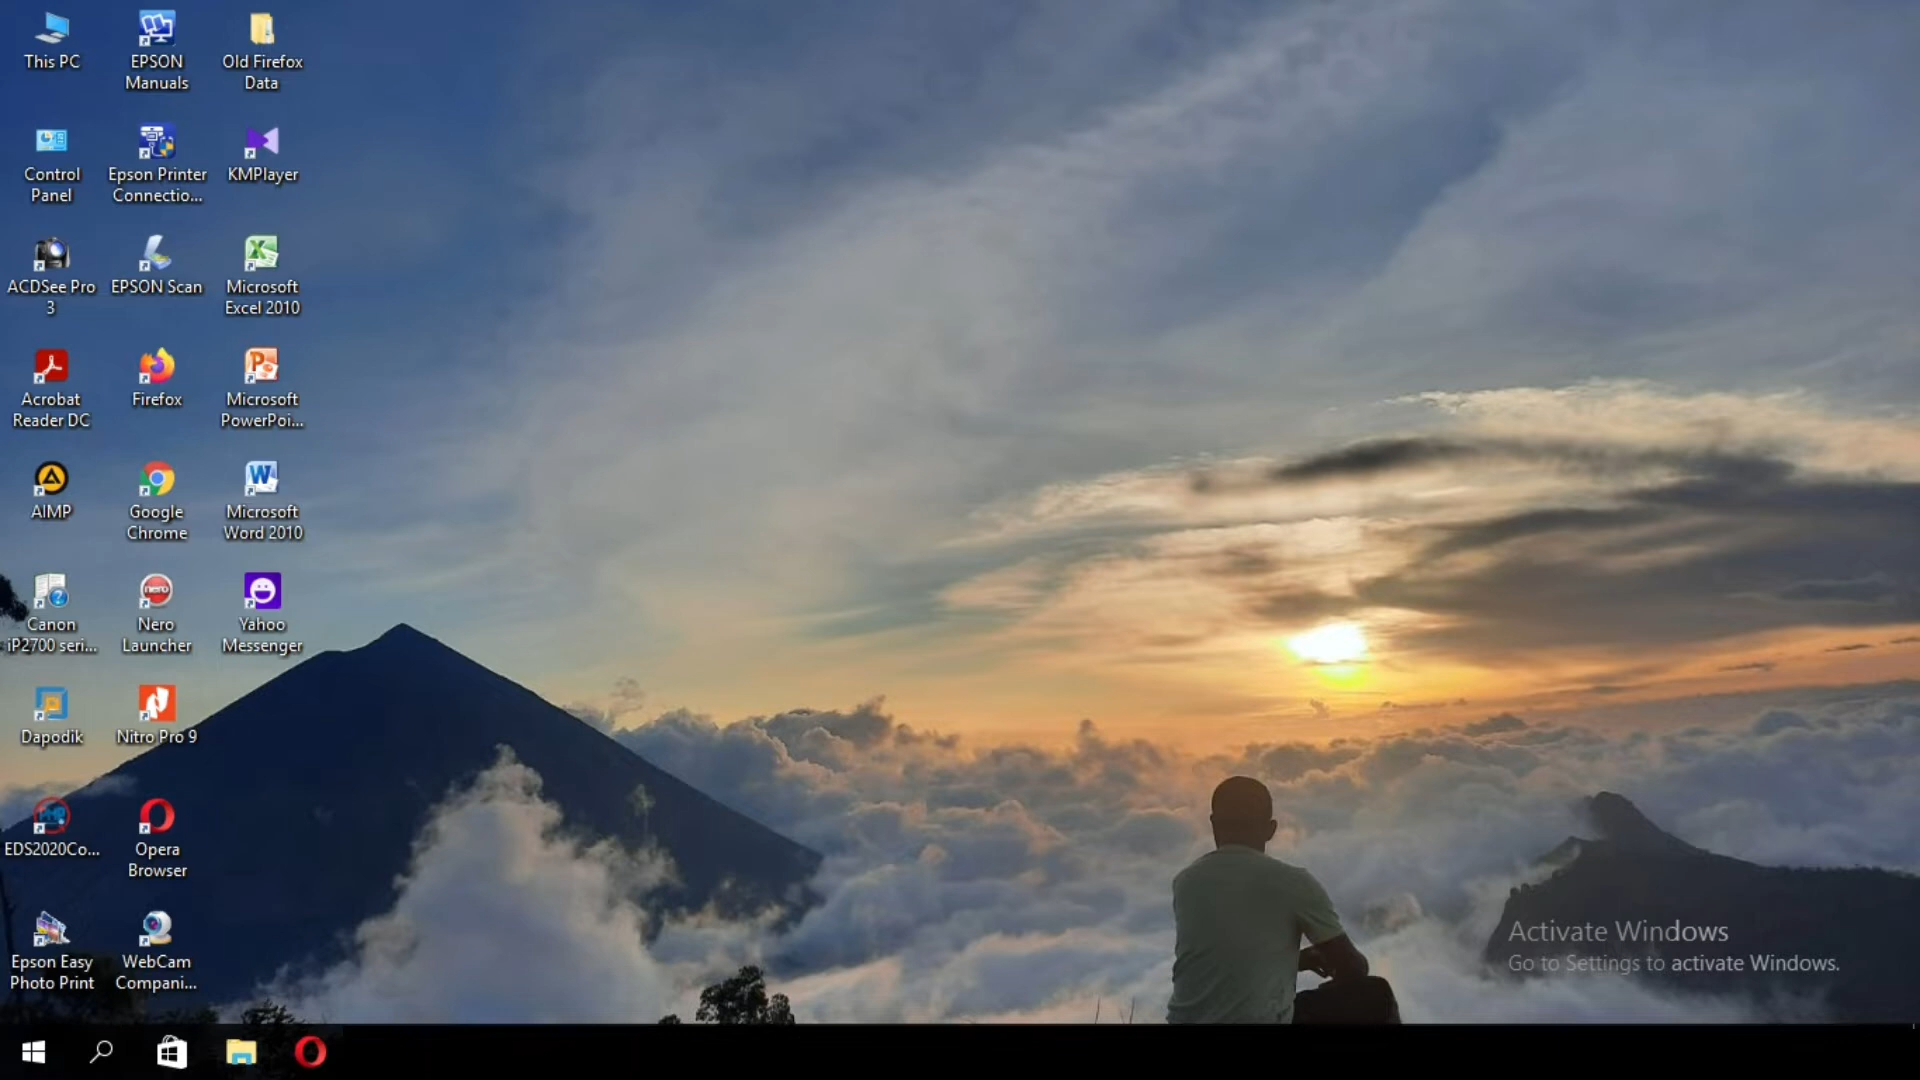 This PC
EPSON
Manuals
Old Firefox
Data
Control
Panel
Epson Printer
Connectio...
KMPlayer
ACDSee Pro
3
EPSON Scan
Microsoft
Excel 2010
Acrobat
Reader DC
Firefox
Microsoft
PowerPoi...
AIMP
Google
Chrome
Microsoft
Word 2010
Canon
iP2700 seri...
nero
Nero
Launcher
Yahoo
Messenger
Dapodik
Nitro Pro 9
PHP
EDS2020Co...
Opera
Browser
Epson Easy
Photo Print
WebCam
Compani...
Activate Windows
Go to Settings to activate Windows.